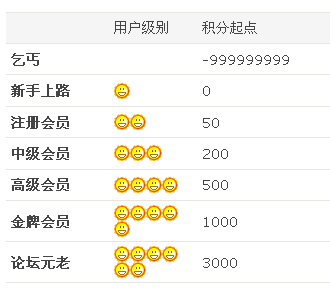 用户级别 积分起点
乞丐 -999999999
新手上路 0
注册会员 50
中级会员 200
高级会员 500
金牌会员 1000
论坛元老 3000